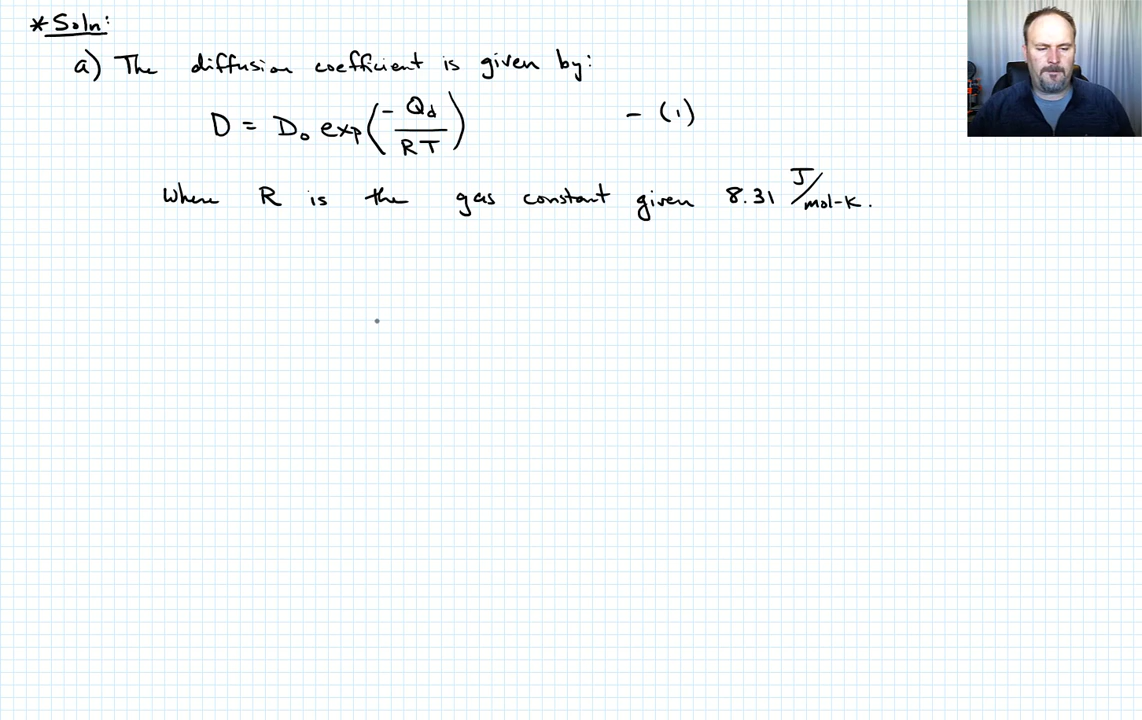 * Soln:
a) The diffusion coefficient is given by:
D = D₀ exp(-Qd/RT) - (1)
where R is the gas constant given 8.31 J/mol-K.